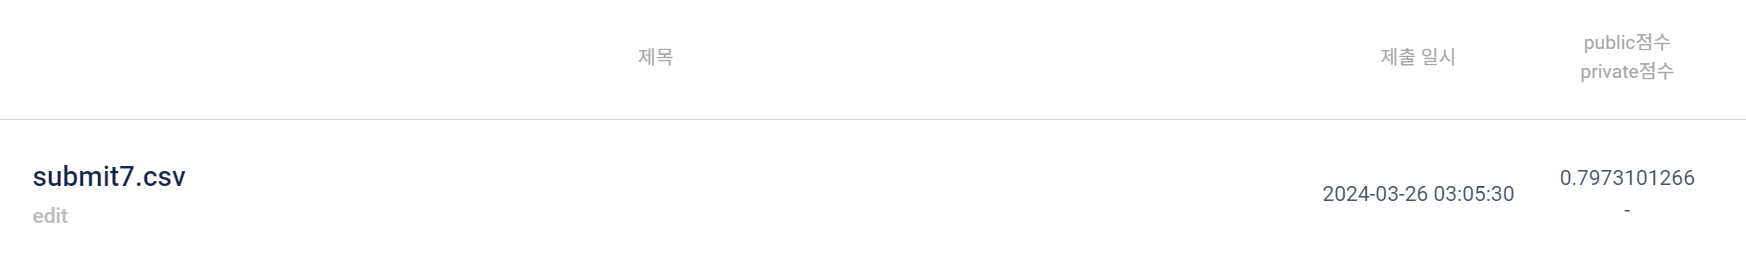 제목
제출 일시
public점수
private점수
submit7.csv
edit
2024-03-26 03:05:30
0.7973101266
-